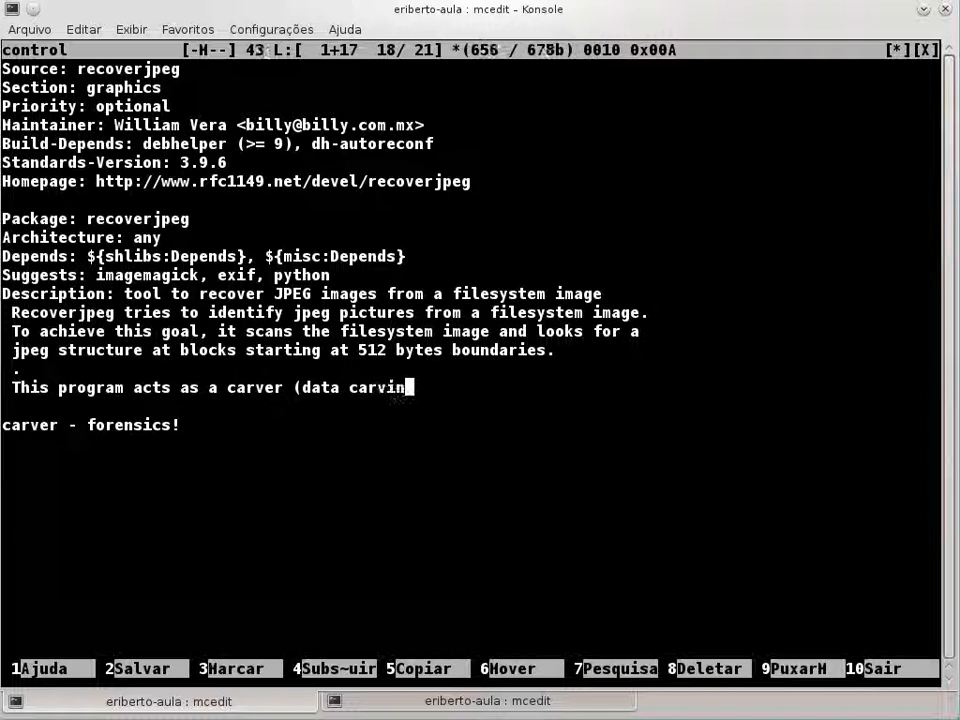 eriberto-aula : mcedit – Konsole
Arquivo Editar Exibir Favoritos Configurações Ajuda
control [-M--] 43 L:[ 1+17 18/ 21] *(656 / 678b) 0010 0x00A [*][X]
Source: recoverjpeg
Section: graphics
Priority: optional
Maintainer: William Vera <billy@billy.com.mx>
Build-Depends: debhelper (>= 9), dh-autoreconf
Standards-Version: 3.9.6
Homepage: http://www.rfc1149.net/devel/recoverjpeg
Package: recoverjpeg
Architecture: any
Depends: ${shlibs:Depends}, ${misc:Depends}
Suggests: imagemagick, exif, python
Description: tool to recover JPEG images from a filesystem image
Recoverjpeg tries to identify jpeg pictures from a filesystem image.
To achieve this goal, it scans the filesystem image and looks for a
jpeg structure at blocks starting at 512 bytes boundaries.
.
This program acts as a carver (data carvin
carver - forensics!
1Ajuda 2Salvar 3Marcar 4Subs~uir 5Copiar 6Mover 7Pesquisa 8Deletar 9PuxarM 10Sair
eriberto-aula : mcedit eriberto-aula : mcedit